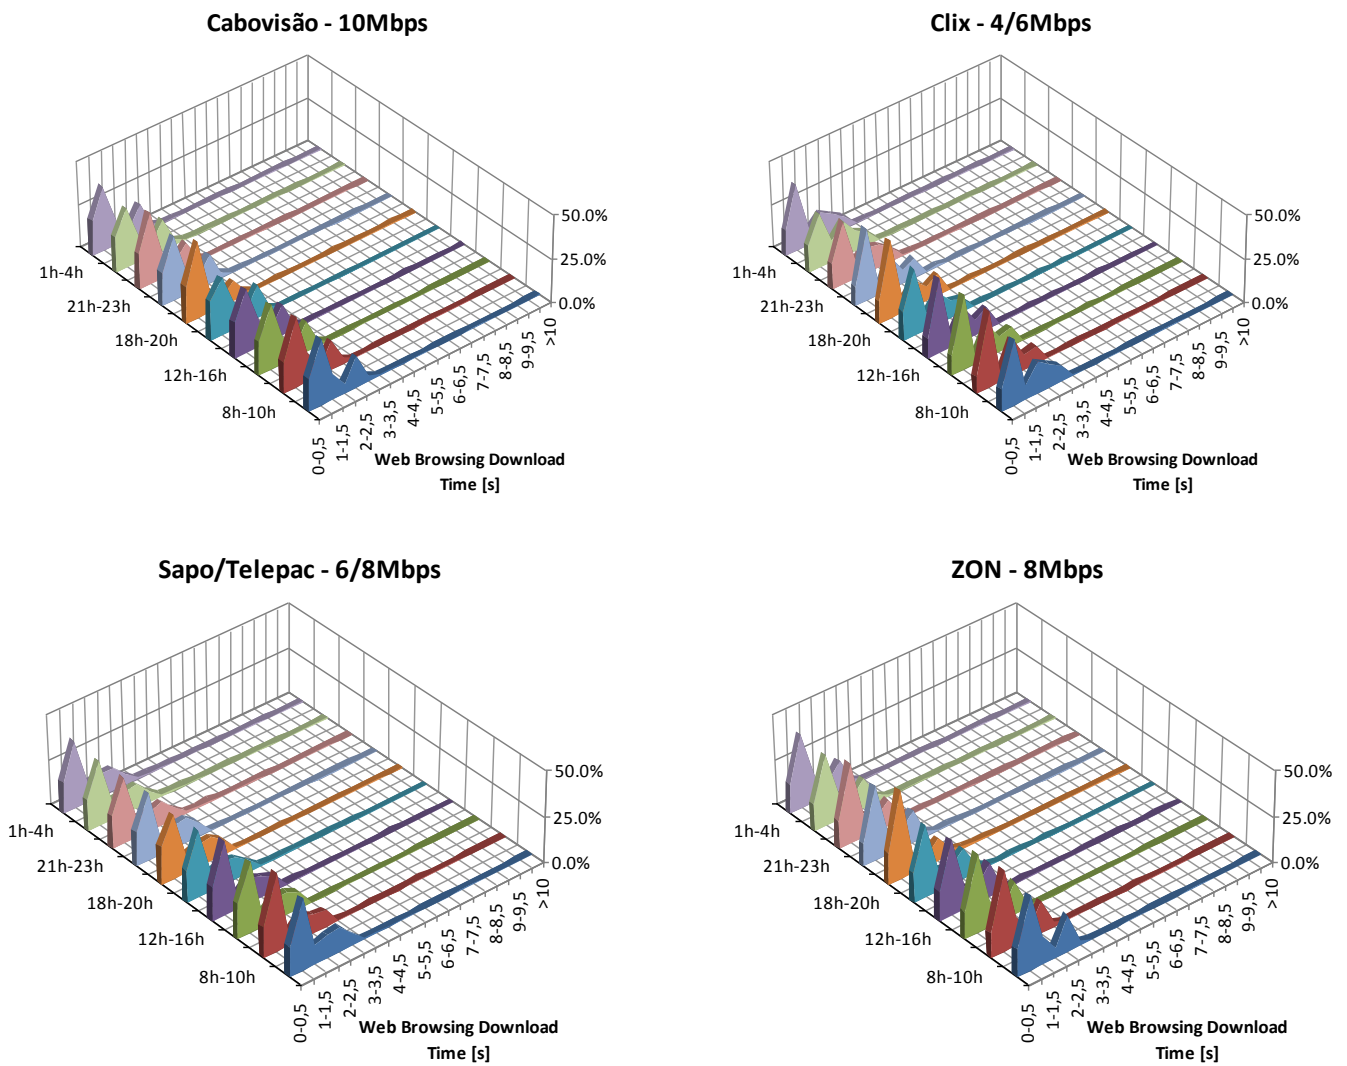 Cabovisão - 10Mbps
50.0%
25.0%
0.0%
1h-4h
21h-23h
18h-20h
12h-16h
8h-10h
0-0,5
1-1,5
2-2,5
3-3,5
4-4,5
5-5,5
6-6,5
7-7,5
8-8,5
9-9,5
>10
Web Browsing Download
Time [s]
Clix - 4/6Mbps
50.0%
25.0%
0.0%
1h-4h
21h-23h
18h-20h
12h-16h
8h-10h
0-0,5
1-1,5
2-2,5
3-3,5
4-4,5
5-5,5
6-6,5
7-7,5
8-8,5
9-9,5
>10
Web Browsing Download
Time [s]
Sapo/Telepac - 6/8Mbps
50.0%
25.0%
0.0%
1h-4h
21h-23h
18h-20h
12h-16h
8h-10h
0-0,5
1-1,5
2-2,5
3-3,5
4-4,5
5-5,5
6-6,5
7-7,5
8-8,5
9-9,5
>10
Web Browsing Download
Time [s]
ZON - 8Mbps
50.0%
25.0%
0.0%
1h-4h
21h-23h
18h-20h
12h-16h
8h-10h
0-0,5
1-1,5
2-2,5
3-3,5
4-4,5
5-5,5
6-6,5
7-7,5
8-8,5
9-9,5
>10
Web Browsing Download
Time [s]